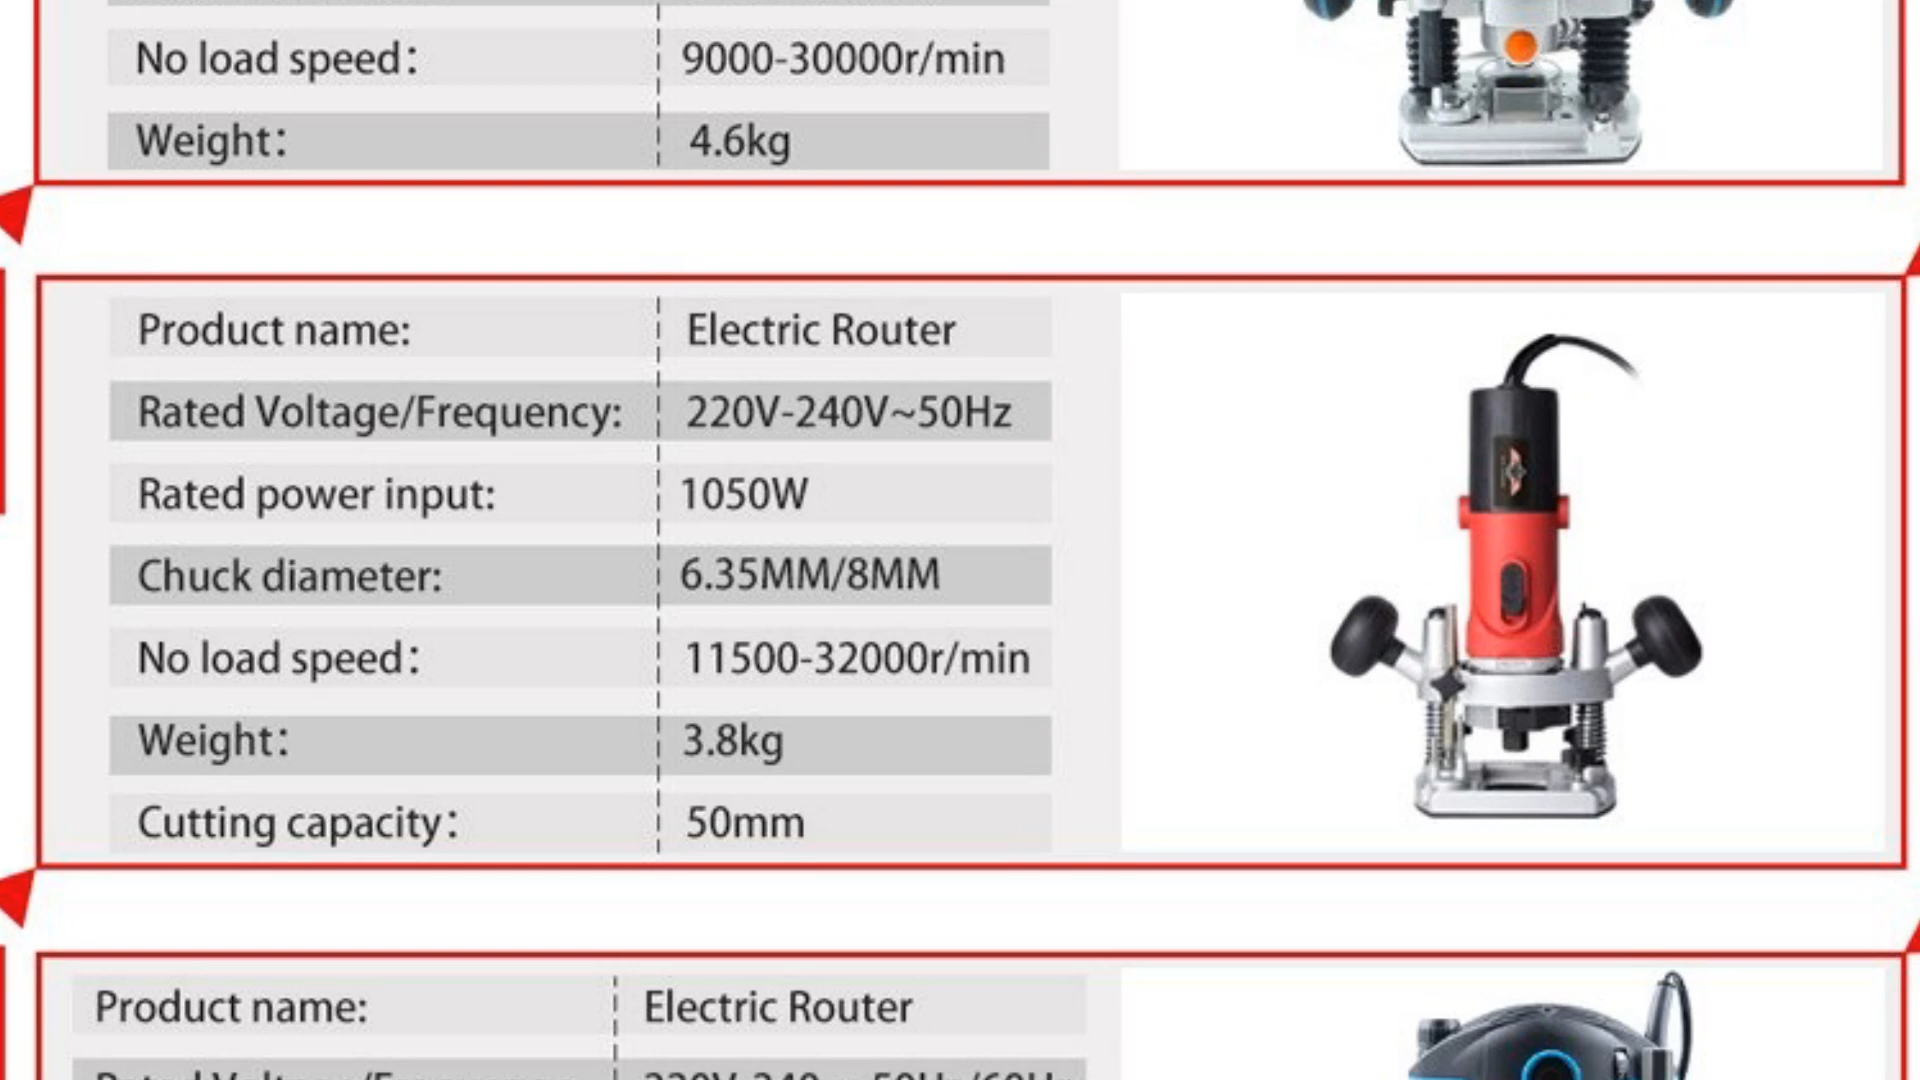 No load speed: 9000-30000r/min
Weight: 4.6kg
Product name: Electric Router
Rated Voltage/Frequency: 220V-240V~50Hz
Rated power input: 1050W
Chuck diameter: 6.35MM/8MM
No load speed: 11500-32000r/min
Weight: 3.8kg
Cutting capacity: 50mm
Product name: Electric Router